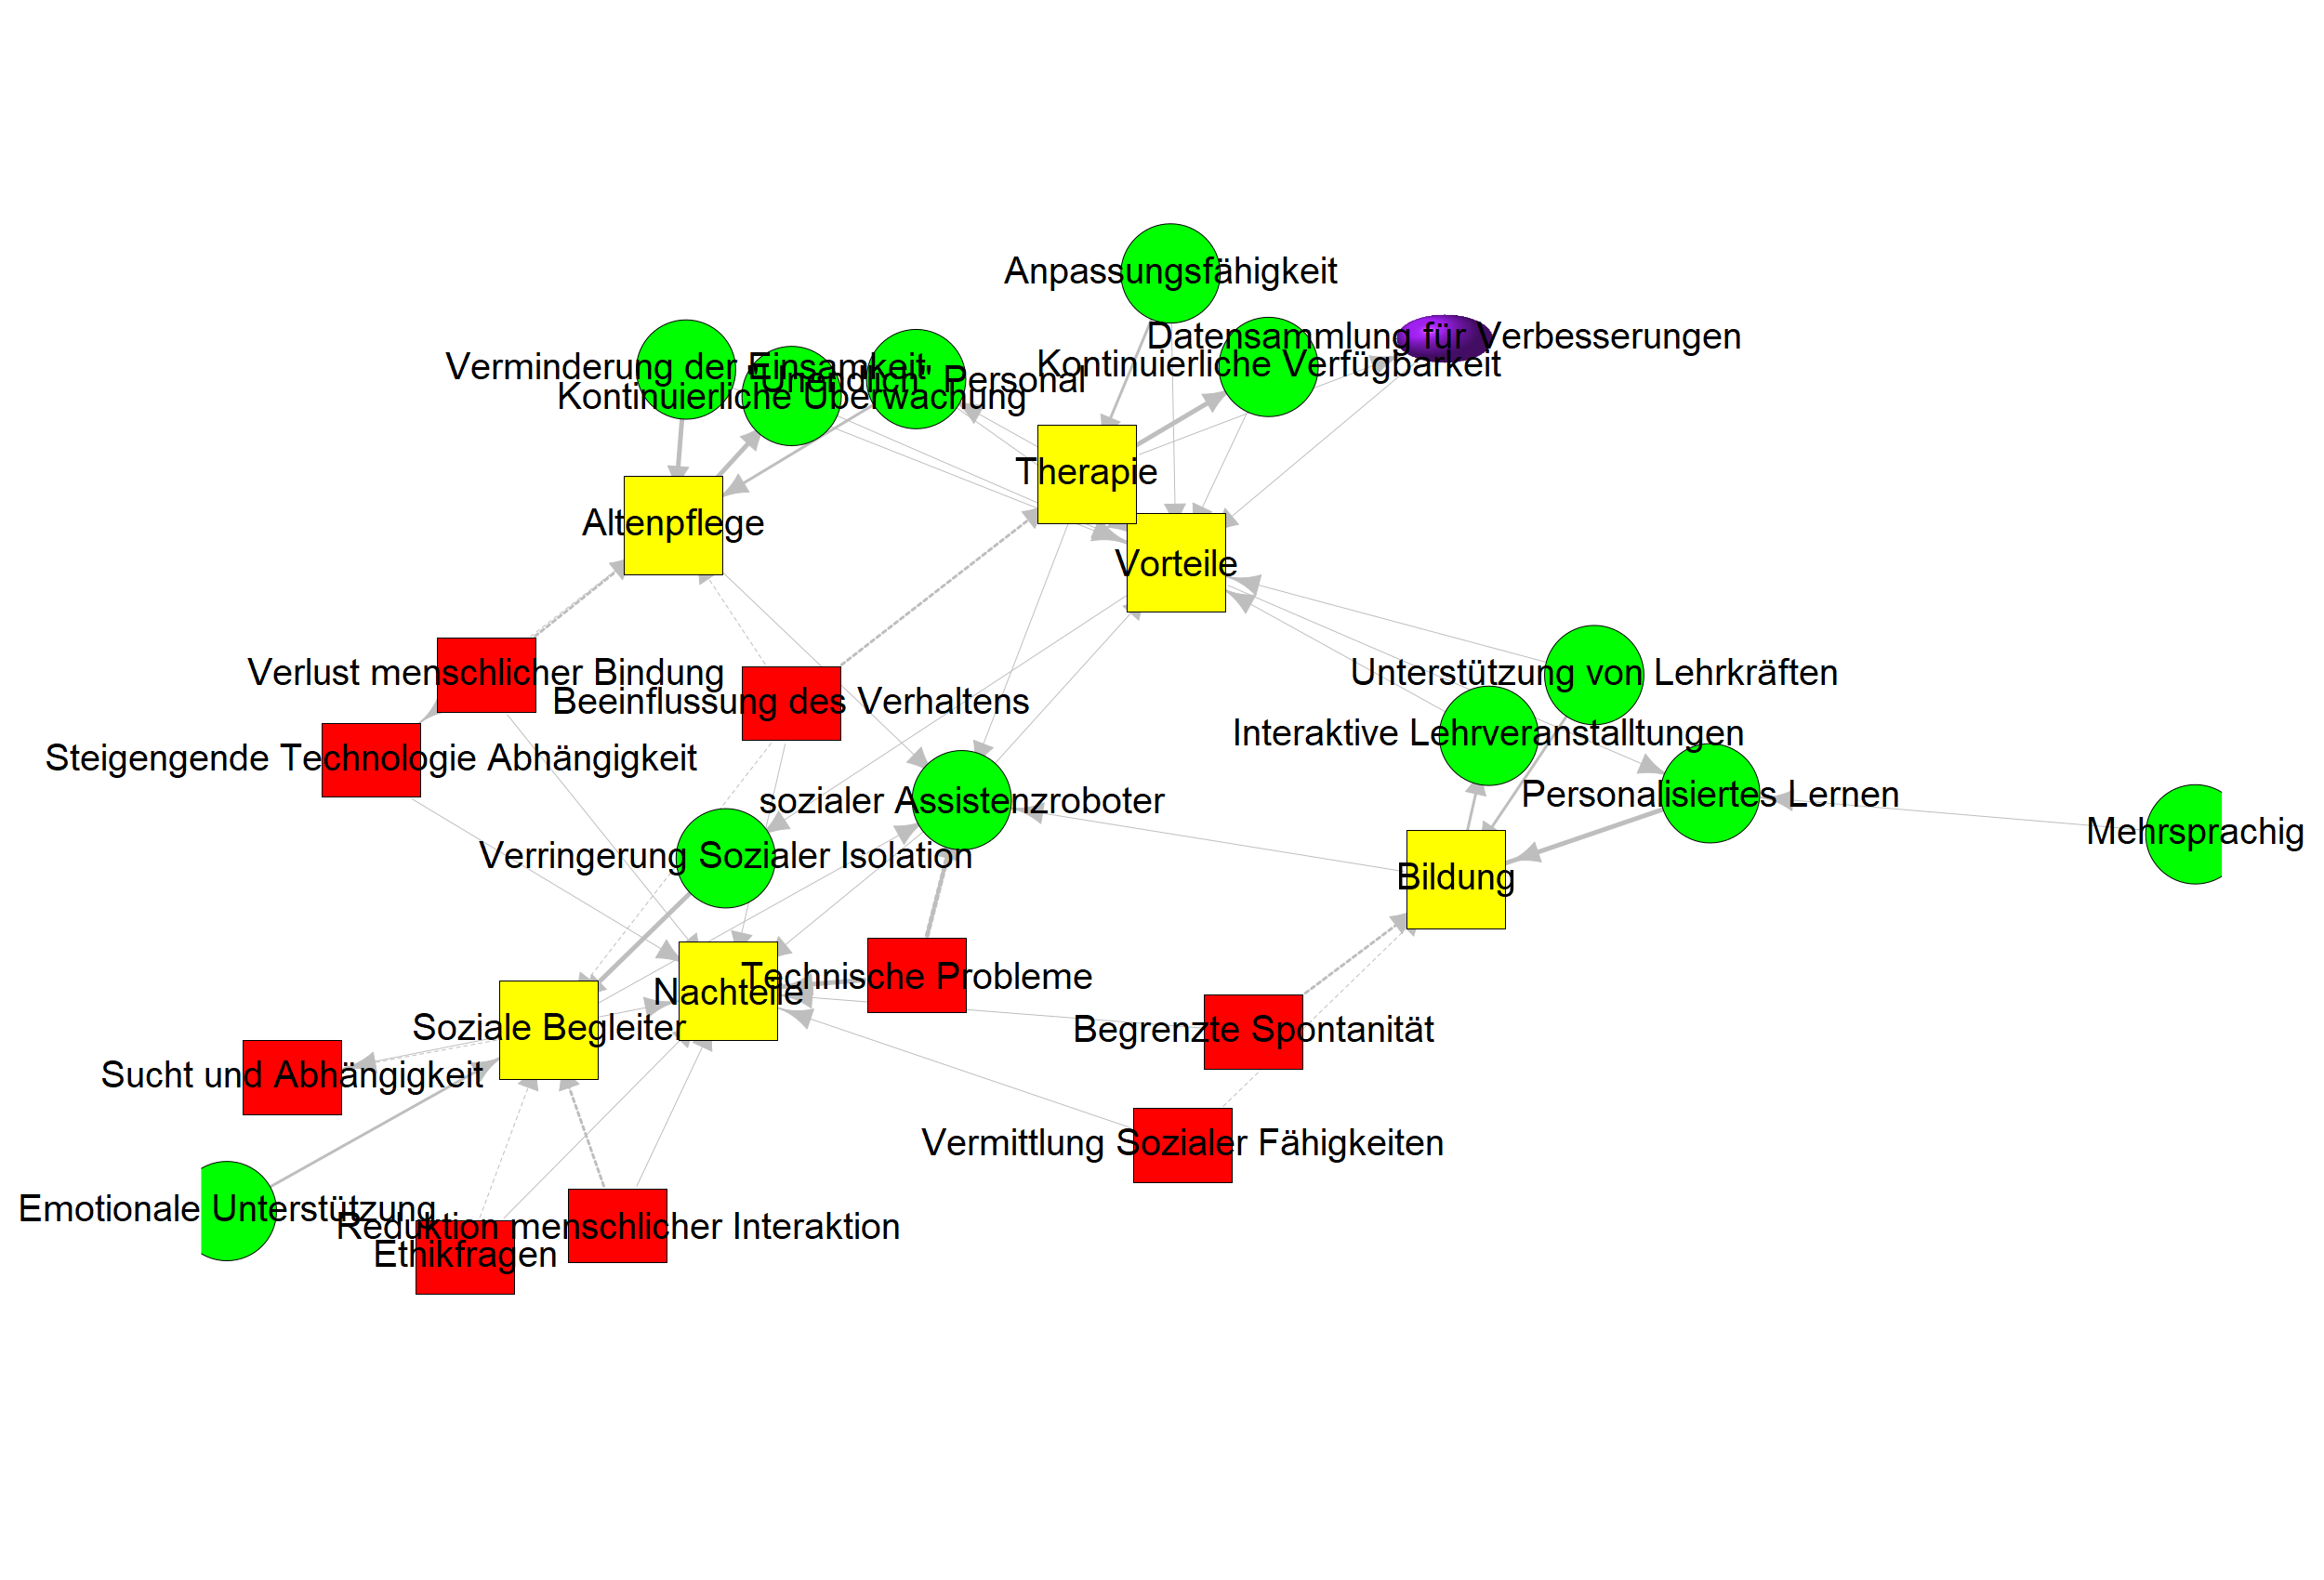 Anpassungsfähigkeit
Datensammlung für Verbesserungen
Kontinuierliche Verfügbarkeit
Verminderung der Einsamkeit
"Unendlich" Personal
Kontinuierliche Überwachung
Therapie
Altenpflege
Vorteile
Verlust menschlicher Bindung
Unterstützung von Lehrkräften
Beeinflussung des Verhaltens
Interaktive Lehrveranstalltungen
Steigengende Technologie Abhängigkeit
Personalisiertes Lernen
sozialer Assistenzroboter
Mehrsprachig
Verringerung Sozialer Isolation
Bildung
Technische Probleme
Nachteile
Soziale Begleiter
Begrenzte Spontanität
Sucht und Abhängigkeit
Vermittlung Sozialer Fähigkeiten
Emotionale Unterstützung
Reduktion menschlicher Interaktion
Ethikfragen